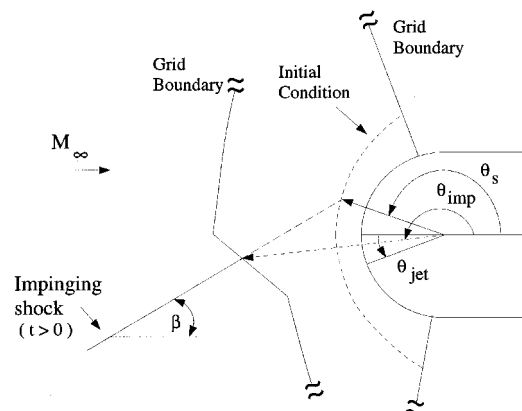 Grid
Boundary
Grid
Boundary
Initial
Condition
M∞
θs
θimp
θjet
Impinging
shock
( t > 0 )
β